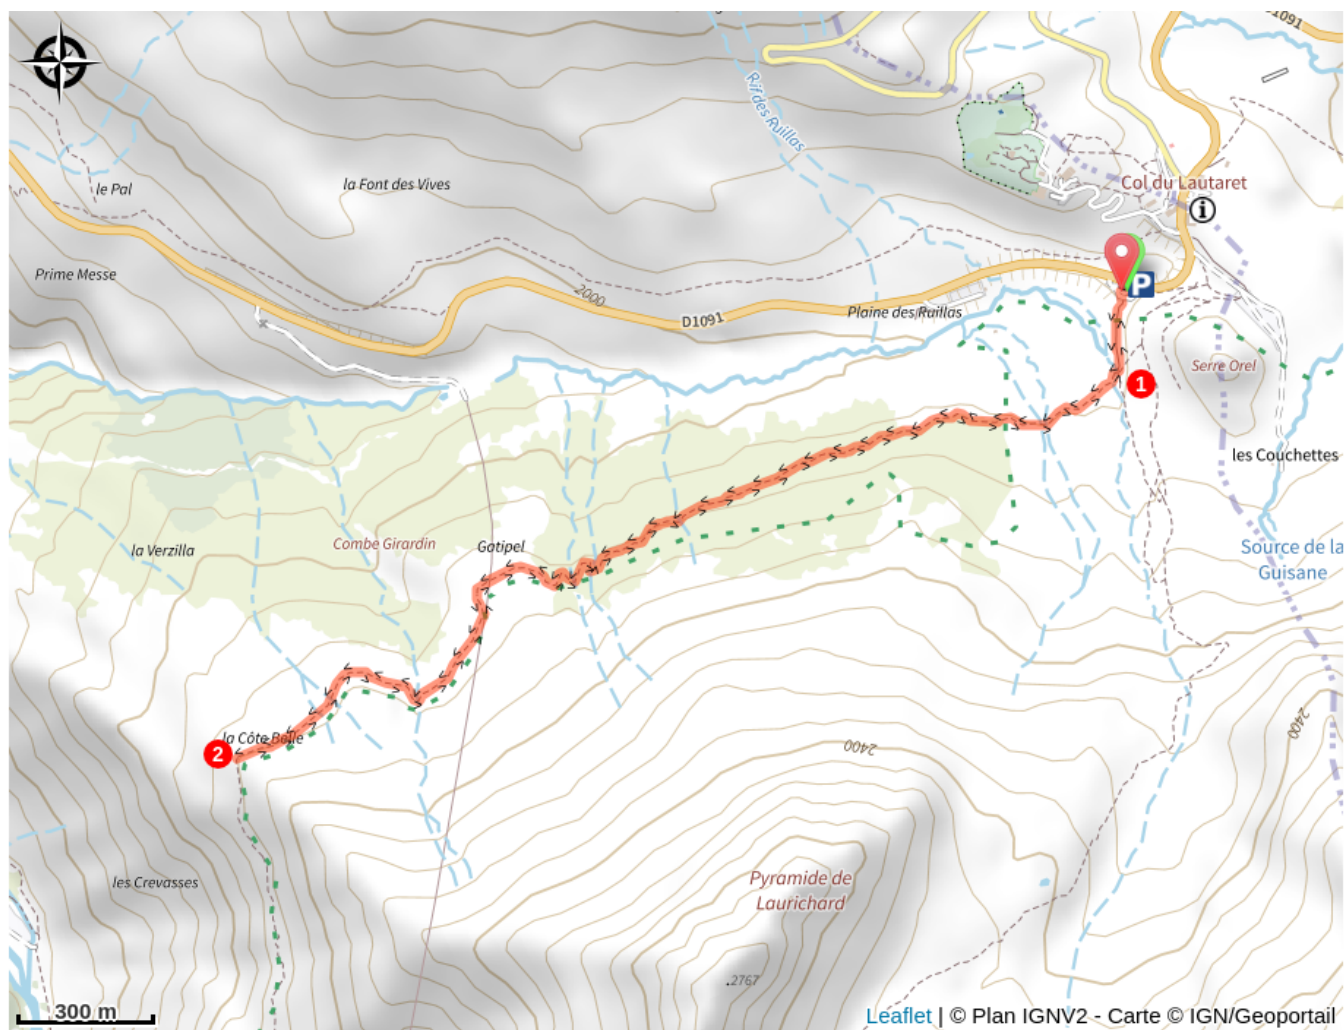 D1091
Rif des Ruillas
le Pal
la Font des Vives
Col du Lautaret
i
Prime Messe
P
2000
D1091
Plaine des Ruillas
Serre Orel
1
les Couchettes
la Verzilla
Combe Girardin
Gatipel
Source de la
Guisane
la Côte Belle
2
2400
2400
les Crevasses
Pyramide de
Laurichard
.2767
300 m
Leaflet | © Plan IGNV2 - Carte © IGN/Geoportail